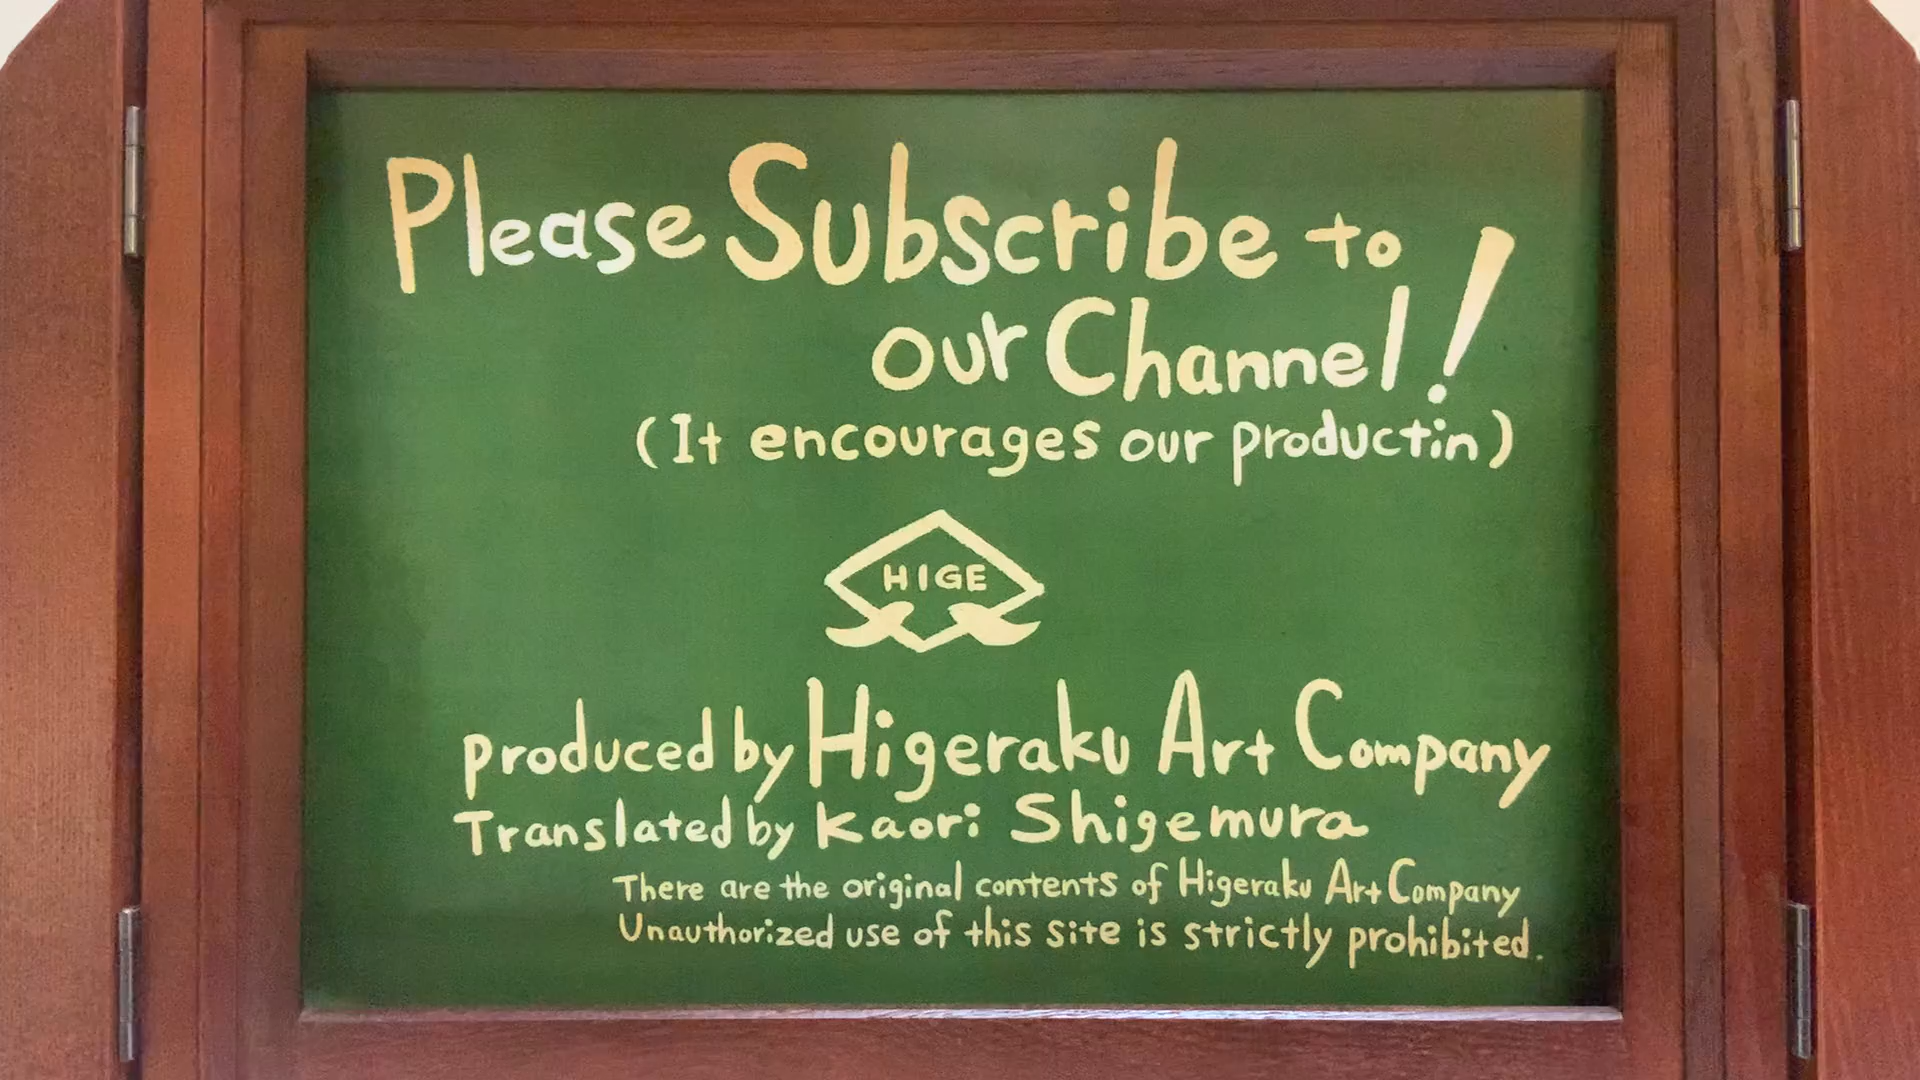 Please Subscribe to
our Channel!
(It encourages our productin)
HIGE
produced by Higeraku Art Company
Translated by Kaori Shigemura
There are the original contents of Higeraku Art Company
Unauthorized use of this site is strictly prohibited.